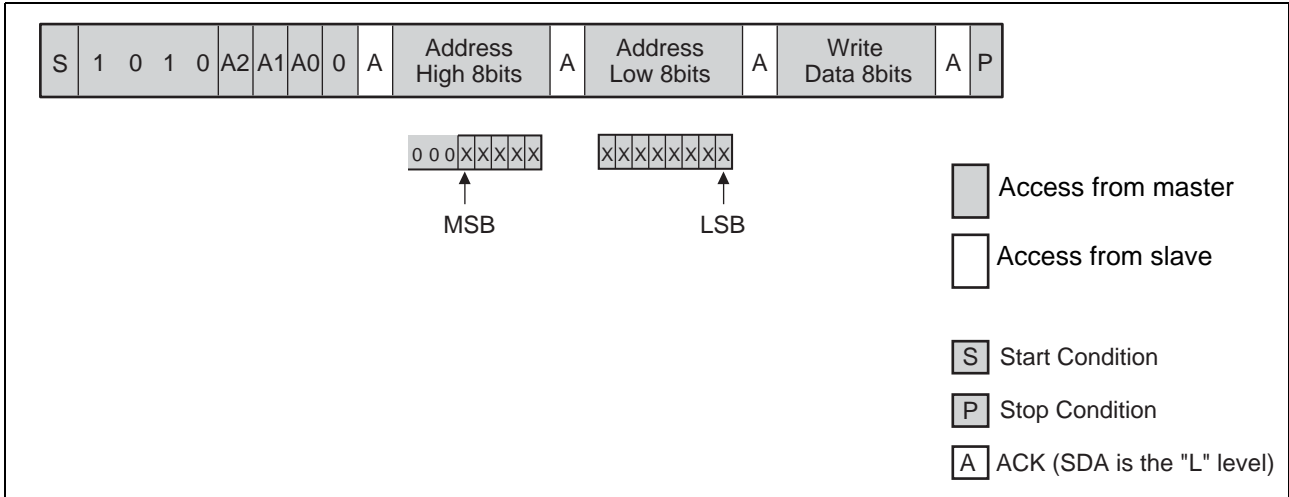 S 1 0 1 0 A2 A1 A0 0 A Address High 8bits A Address Low 8bits A Write Data 8bits A P
0 0 0 X X X X X X X X X X X X X
MSB LSB
Access from master
Access from slave
S Start Condition
P Stop Condition
A ACK (SDA is the "L" level)